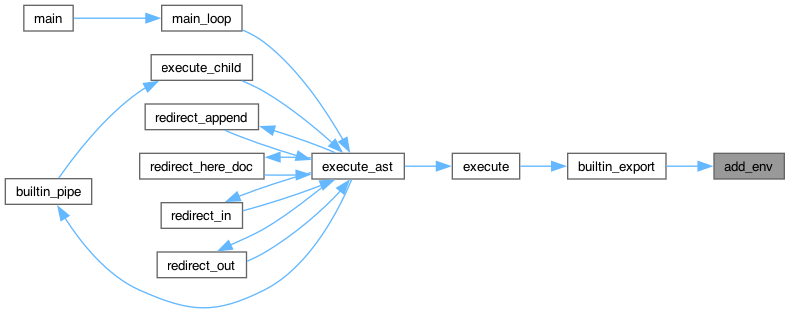 main
main_loop
execute_child
redirect_append
redirect_here_doc
execute_ast
execute
builtin_export
add_env
builtin_pipe
redirect_in
redirect_out